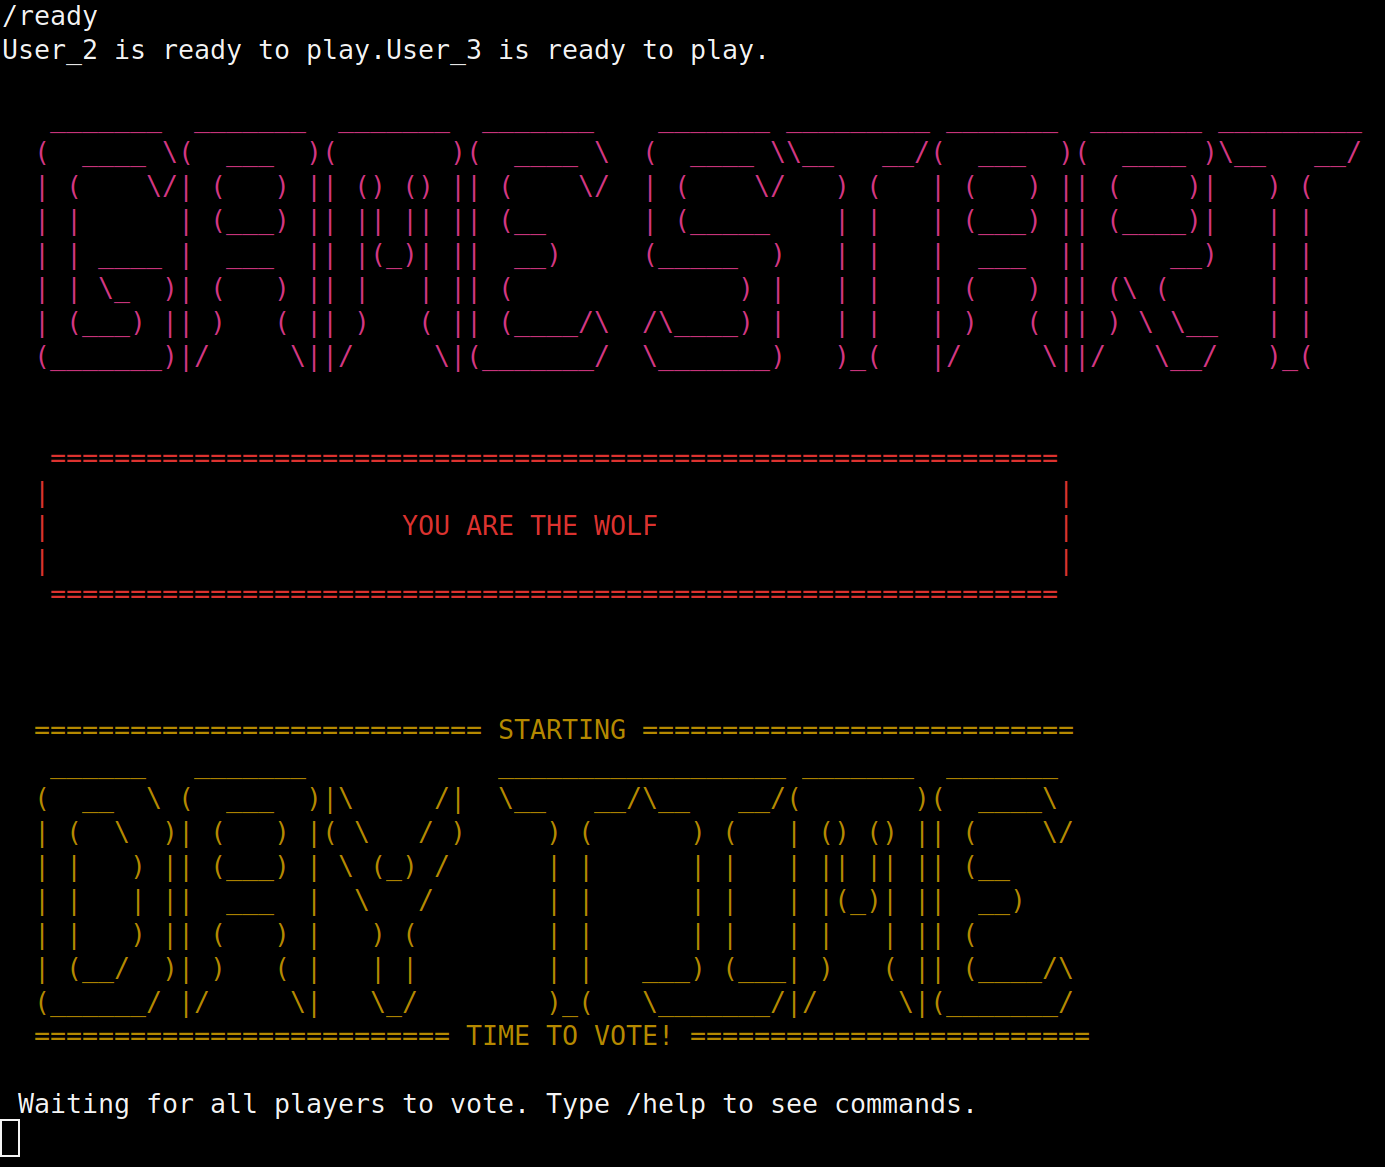 /ready
User_2 is ready to play.User_3 is ready to play.
GAME START
YOU ARE THE WOLF
=========================== STARTING ===========================
DAY TIME
========================== TIME TO VOTE! =========================
Waiting for all players to vote. Type /help to see commands.